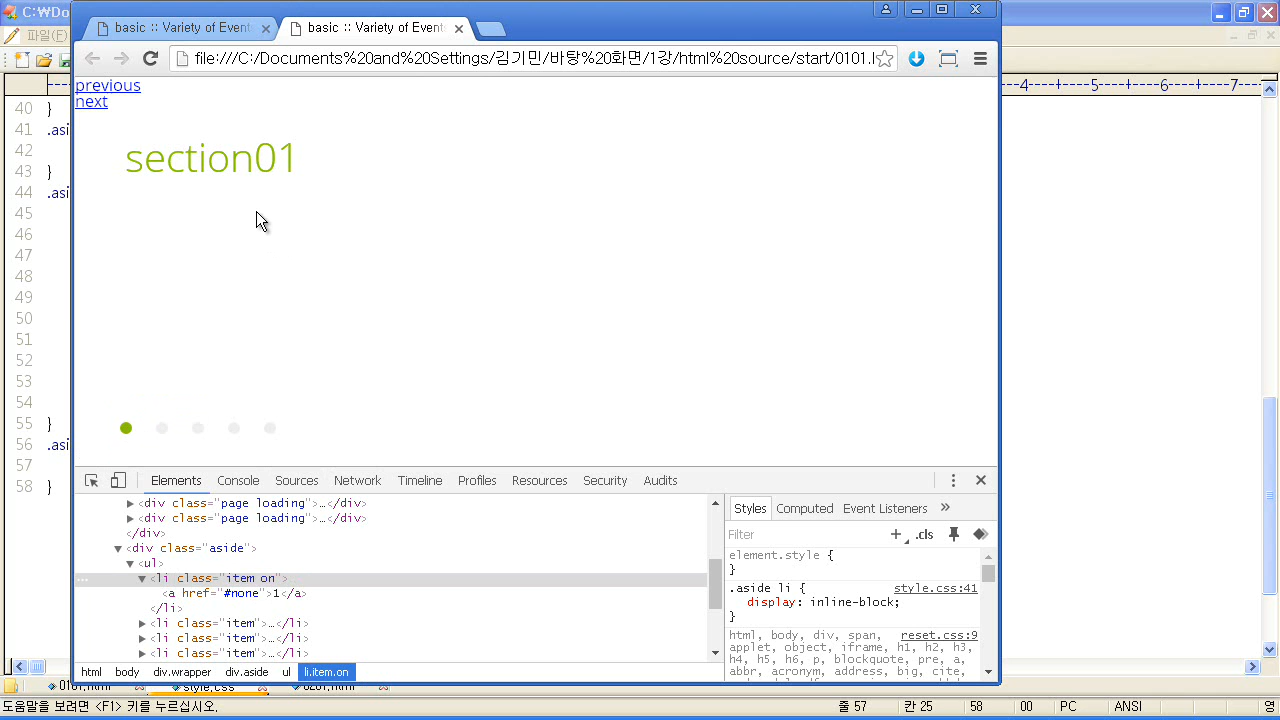 C:\Do
basic :: Variety of Event
basic :: Variety of Event
파일(F)
file:///C:/Documents%20and%20Settings/김기민/바탕%20화면/1강/html%20source/start/0101.
previous
next
section01
----4----+----5----+----6----+----7--
40 }
41 .asi
42
43 }
44 .asi
45
46
47
48
49
50
51
52
53
54
55 }
56 .asi
57
58 }
Elements Console Sources Network Timeline Profiles Resources Security Audits
▶<div class="page loading">…</div>
▶<div class="page loading">…</div>
</div>
▼<div class="aside">
▼<ul>
▼<li class="item on">
<a href="#none">1</a>
</li>
▶<li class="item">…</li>
▶<li class="item">…</li>
▶<li class="item">…</li>
html body div.wrapper div.aside ul li.item.on
Styles Computed Event Listeners »
Filter + .cls
element.style {
}
.aside li { style.css:41
display: inline-block;
}
html, body, div, span, reset.css:9
applet, object, iframe, h1, h2, h3,
h4, h5, h6, p, blockquote, pre, a,
abbr, acronym, address, big, cite,
0101.html style.css 0201.html
도움말을 보려면 <F1> 키를 누르십시오. 줄 57 칸 25 58 00 PC ANSI 영